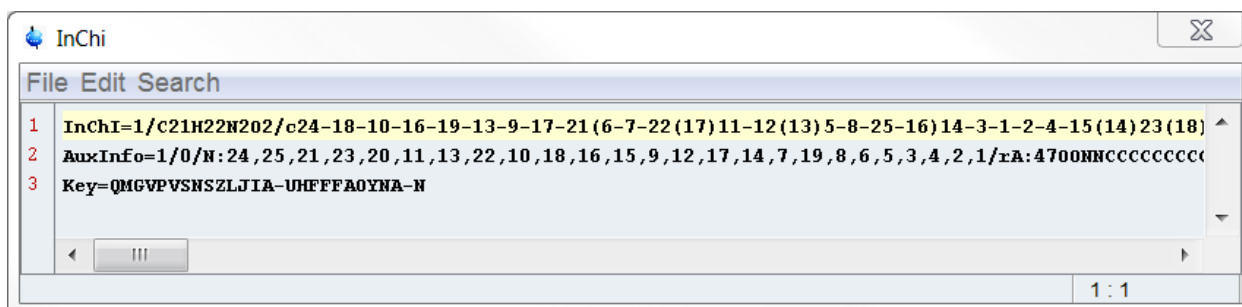 InChi
File Edit Search
1 InChI=1/C21H22N2O2/c24-18-10-16-19-13-9-17-21(6-7-22(17)11-12(13)5-8-25-16)14-3-1-2-4-15(14)23(18)
2 AuxInfo=1/0/N:24,25,21,23,20,11,13,22,10,18,16,15,9,12,17,14,7,19,8,6,5,3,4,2,1/rA:47OONNCCCCCCCCC
3 Key=QMGVPVSNSZLJIA-UHFFFAOYNA-N
1 : 1